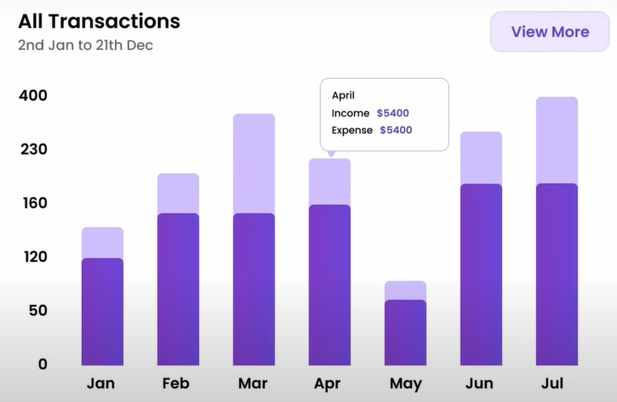 All Transactions
2nd Jan to 21th Dec
View More
400
230
160
120
50
0
April
Income $5400
Expense $5400
Jan Feb Mar Apr May Jun Jul